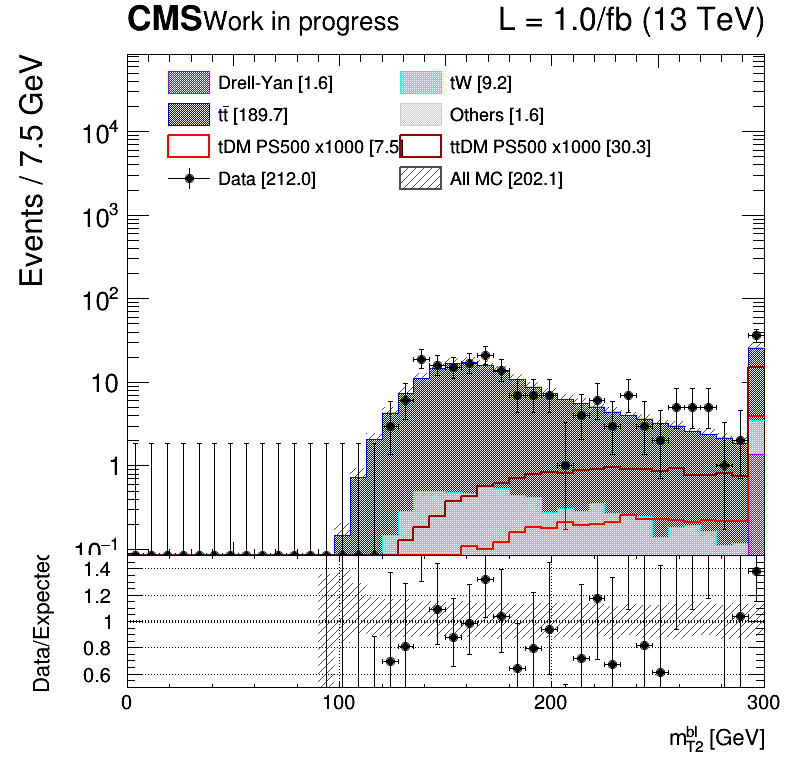 CMS Work in progress L = 1.0/fb (13 TeV)
Events / 7.5 GeV
Drell-Yan [1.6] tW [9.2]
tt̄ [189.7] Others [1.6]
tDM PS500 x1000 [7.5 ttDM PS500 x1000 [30.3]
Data [212.0] All MC [202.1]
10⁴
10³
10²
10
1
10⁻¹
Data/Expected
1.4
1.2
1
0.8
0.6
0 100 200 300
m_{T2}^{bl} [GeV]